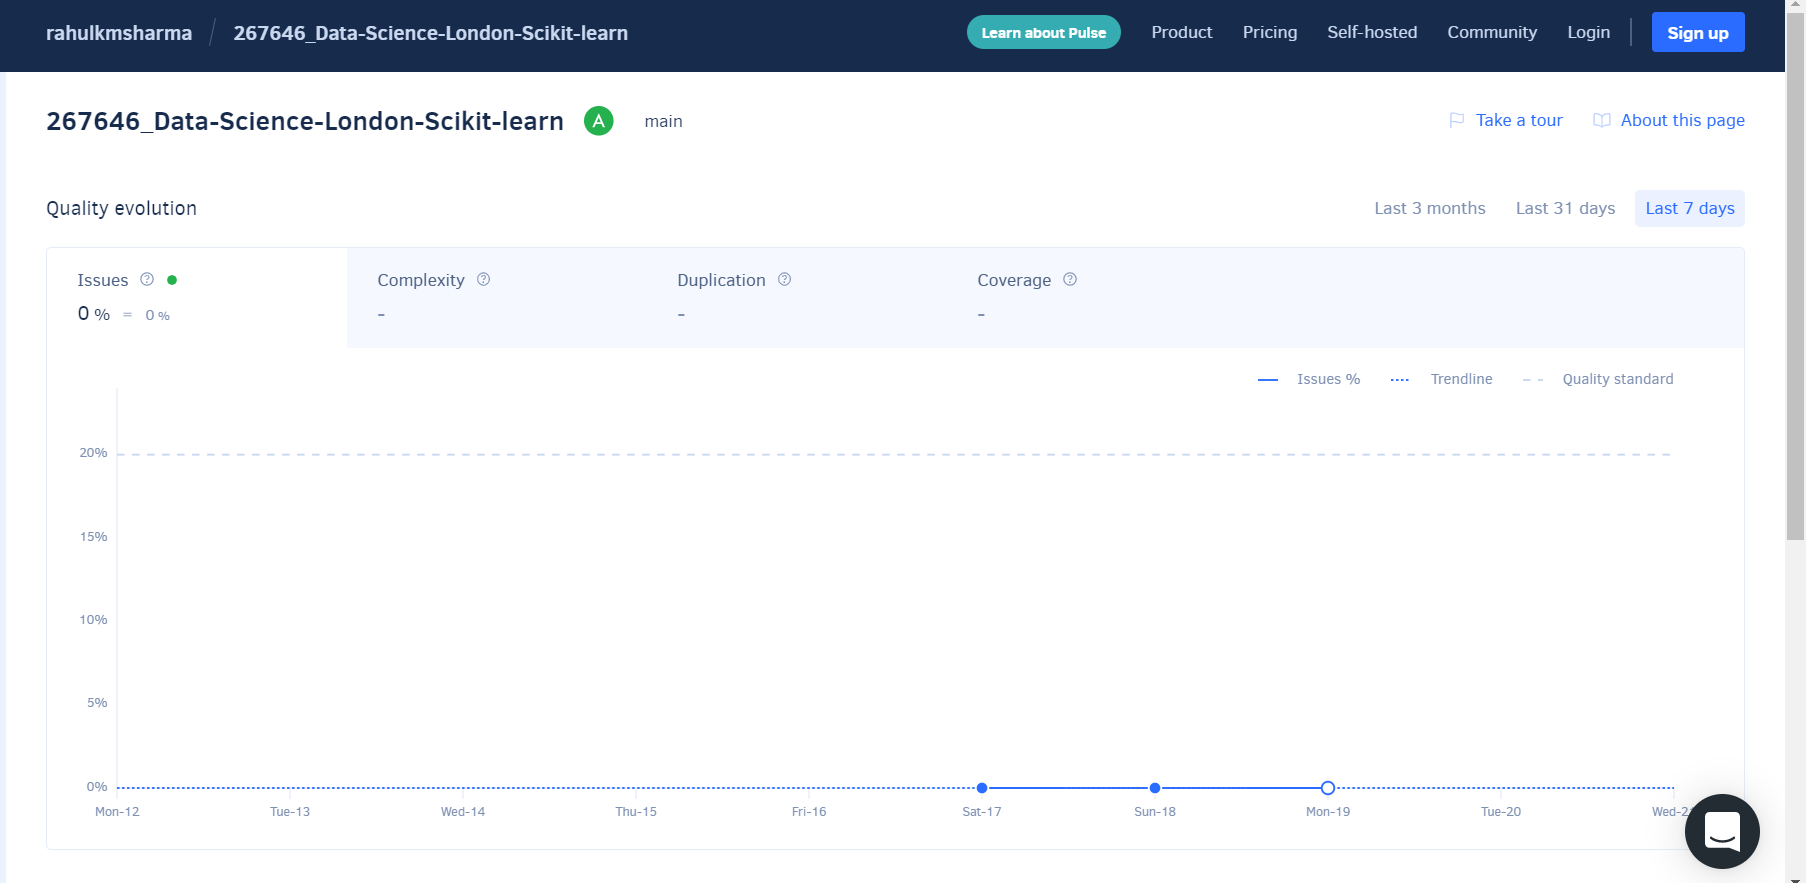 rahulkmsharma / 267646_Data-Science-London-Scikit-learn
Learn about Pulse Product Pricing Self-hosted Community Login Sign up
267646_Data-Science-London-Scikit-learn A main
Take a tour About this page
Quality evolution
Last 3 months Last 31 days Last 7 days
Issues Complexity Duplication Coverage
0 % = 0 % - - -
Issues % Trendline Quality standard
20%
15%
10%
5%
0%
Mon-12 Tue-13 Wed-14 Thu-15 Fri-16 Sat-17 Sun-18 Mon-19 Tue-20